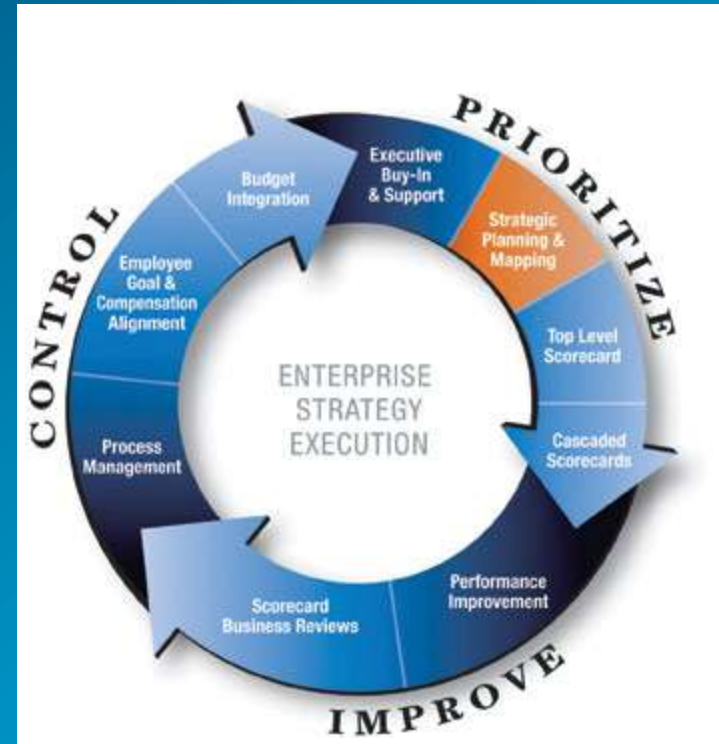 PRIORITIZE
Executive
Buy-In
& Support
Strategic
Planning &
Mapping
Top Level
Scorecard
Cascaded
Scorecards
IMPROVE
Performance
Improvement
Scorecard
Business Reviews
CONTROL
Process
Management
Employee
Goal &
Compensation
Alignment
Budget
Integration
ENTERPRISE
STRATEGY
EXECUTION